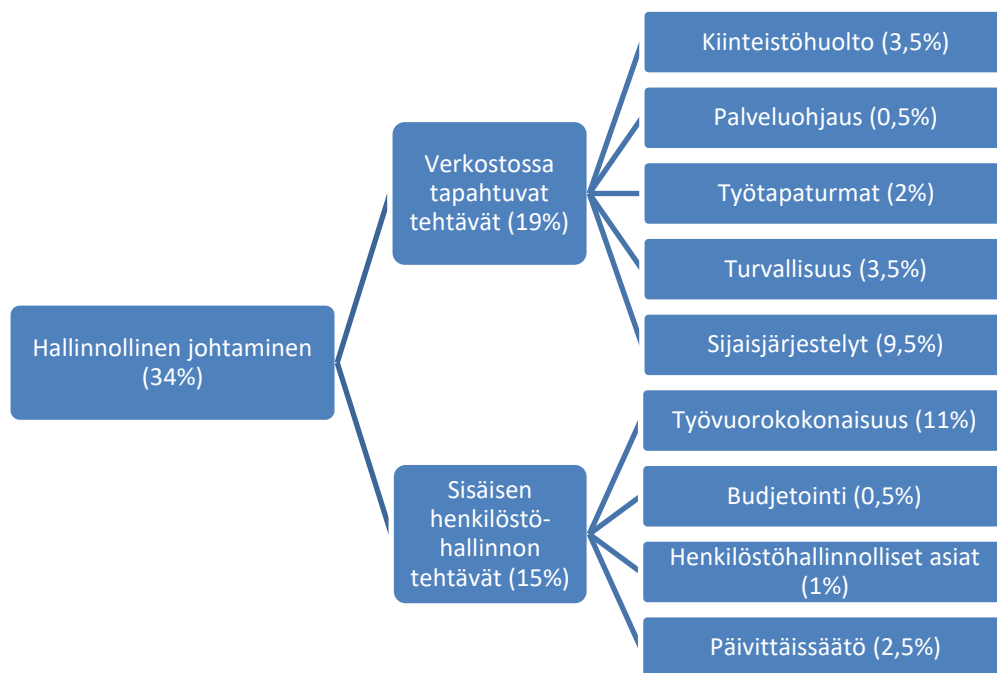 Hallinnollinen johtaminen
(34%)
Verkostossa
tapahtuvat
tehtävät (19%)
Kiinteistöhuolto (3,5%)
Palveluohjaus (0,5%)
Työtapaturmat (2%)
Turvallisuus (3,5%)
Sijaisjärjestelyt (9,5%)
Sisäisen
henkilöstö-
hallinnon
tehtävät (15%)
Työvuorokokonaisuus (11%)
Budjetointi (0,5%)
Henkilöstöhallinnolliset asiat
(1%)
Päivittäissäätö (2,5%)